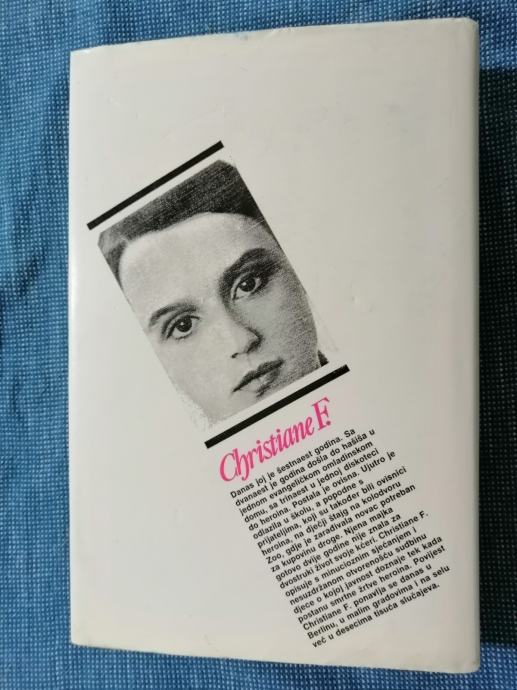 Christiane F.
Danas joj je šestnaest godina. Sa
dvanaest je godina došla do hašiša u
jednom evangeličkom omladinskom
domu, sa trinaest u jednoj diskoteci
do heroina. Postala je ovisna. Ujutro je
odlazila u školu, a popodne s
prijateljima, koji su također bili ovisnici
heroina, na dječji štajg na kolodvoru
Zoo, gdje je zarađivala novac potreban
za kupovinu droge. Njena majka
gotovo dvije godine nije znala za
dvostruki život svoje kćeri. Christiane F.
opisuje s minucioznim sjećanjem i
nesuzdržanom otvorenošću sudbinu
djece o kojoj javnost doznaje tek kada
postanu smrtne žrtve heroina. Povijest
Christiane F. ponavlja se danas u
Berlinu, u malim gradovima i na selu
već u desecima tisuća slučajeva.